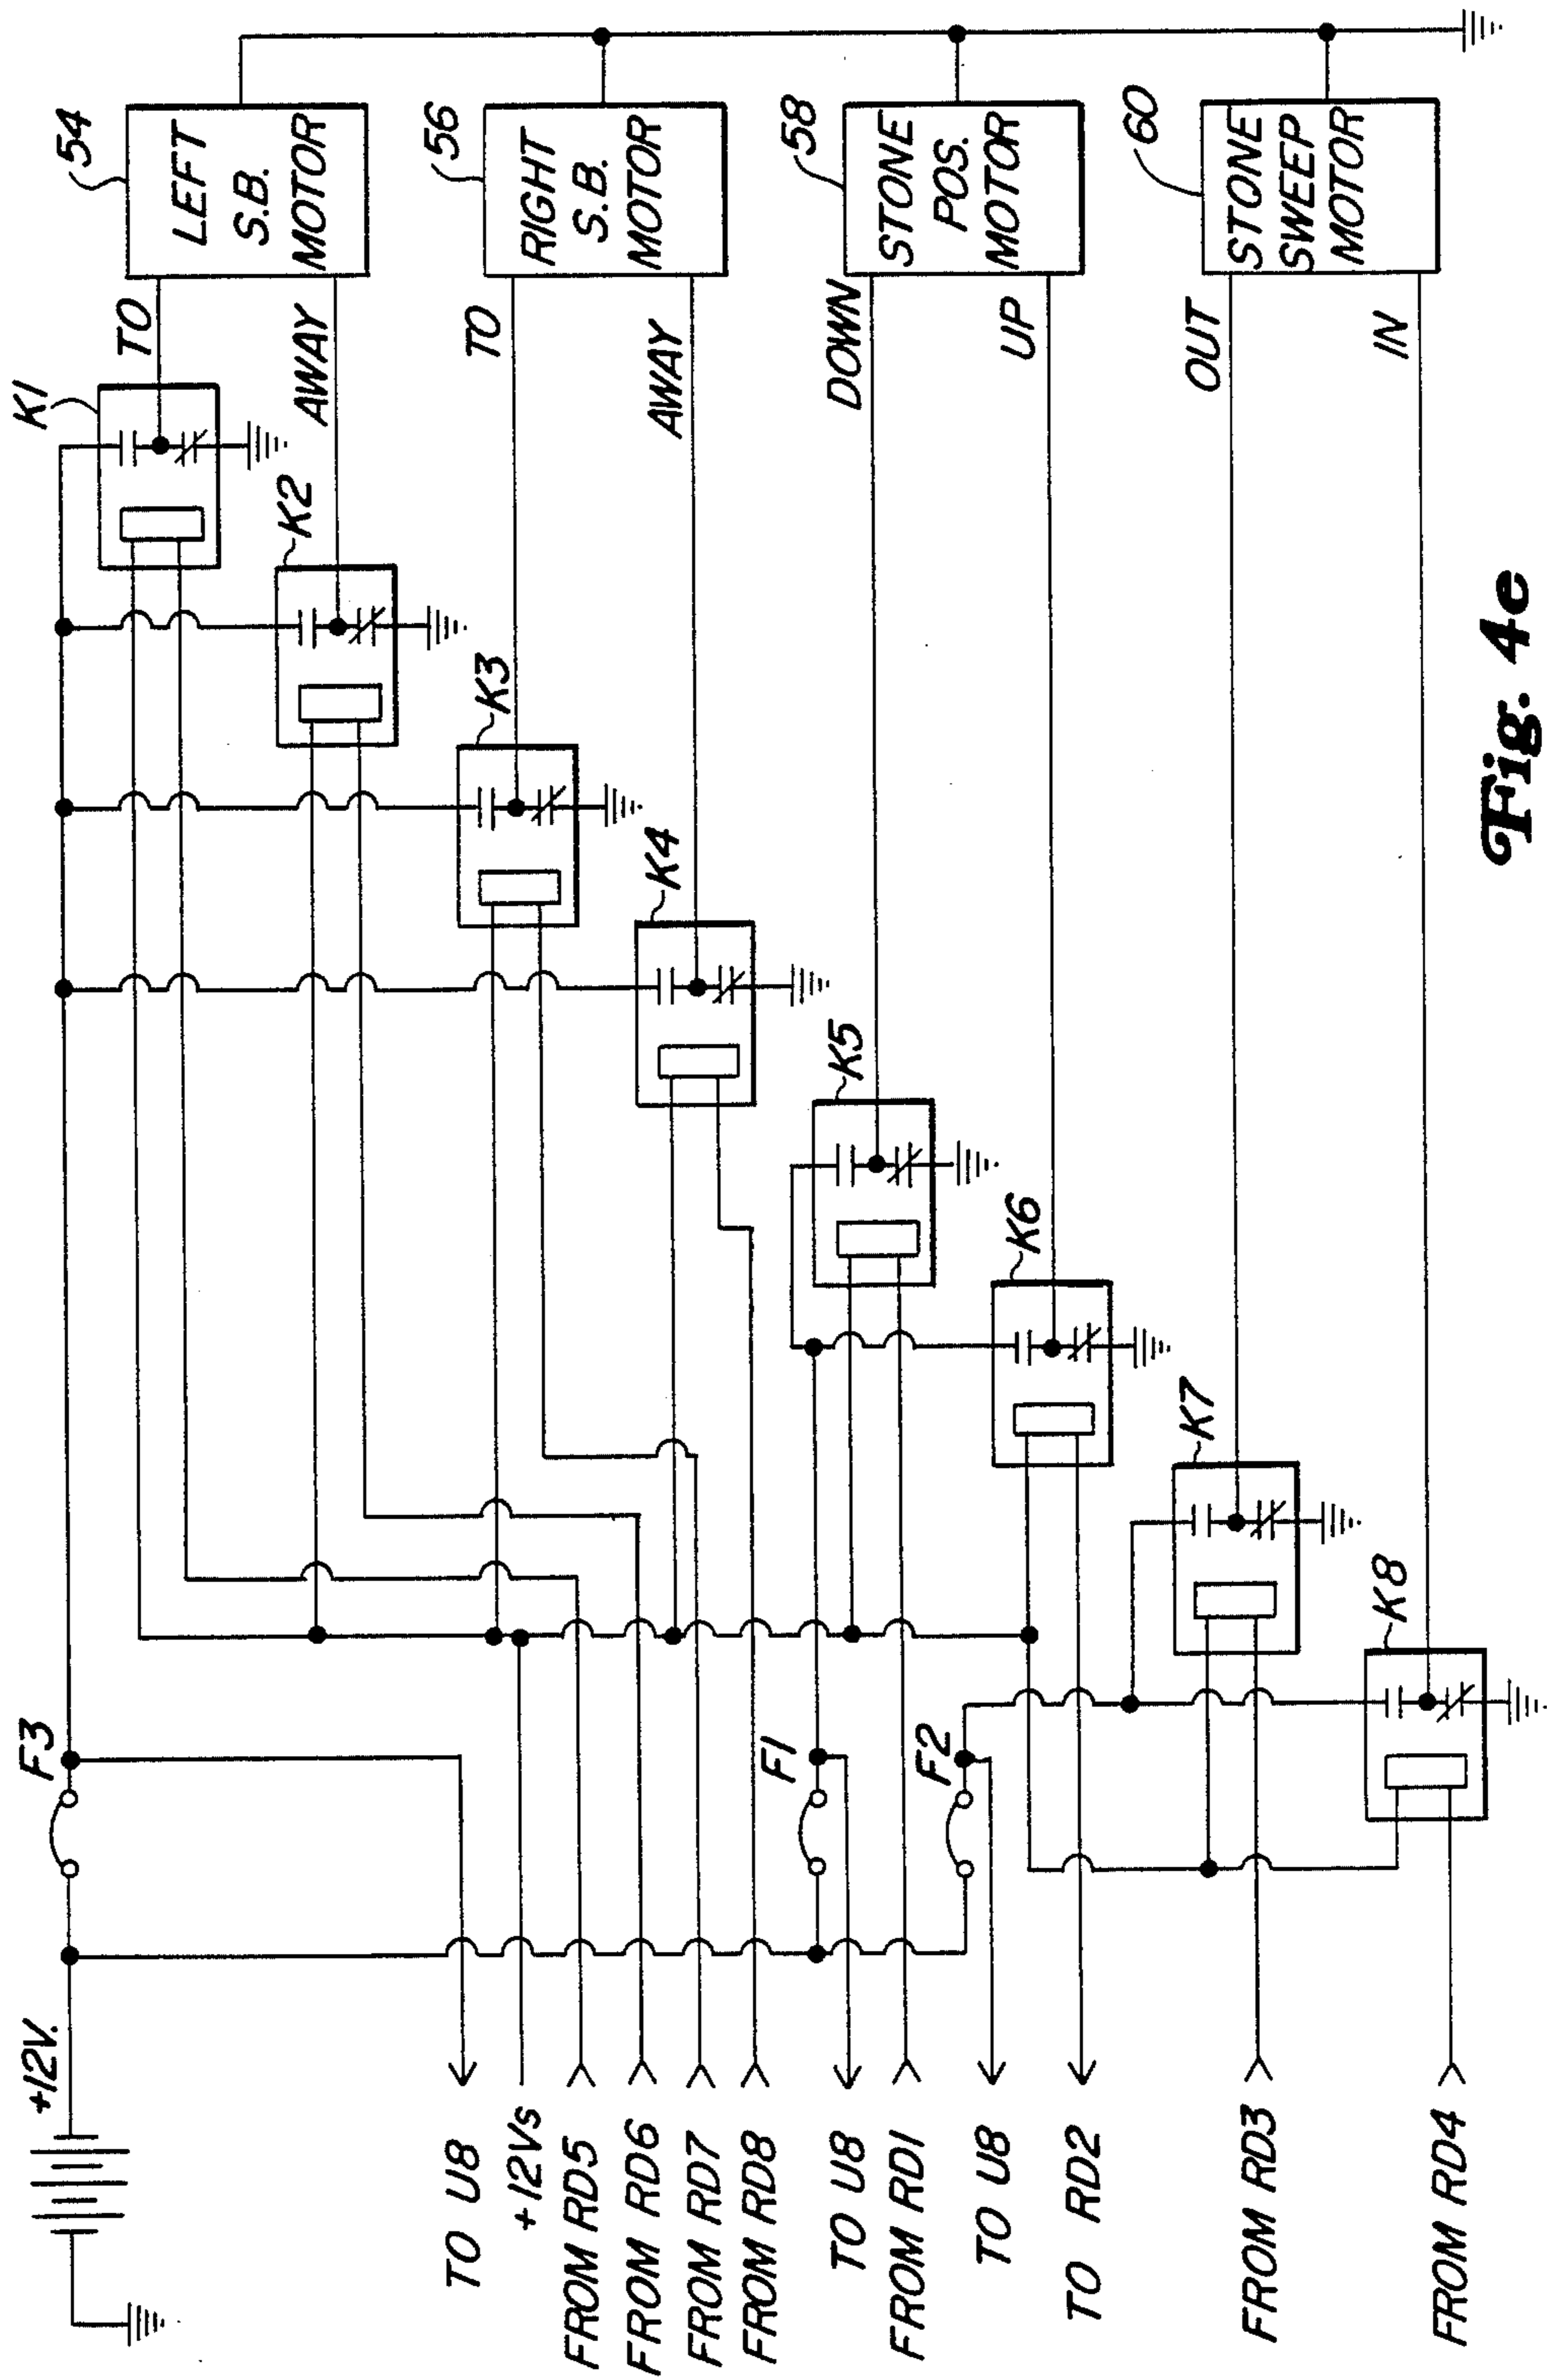 +12V.
F3
K1
TO
54
LEFT
S.B.
MOTOR
AWAY
K2
K3
TO
56
RIGHT
S.B.
MOTOR
AWAY
K4
TO U8
+12Vs
FROM RD5
FROM RD6
FROM RD7
FROM RD8
F1
K5
DOWN
58
STONE
POS.
MOTOR
UP
K6
TO U8
FROM RD1
F2
TO U8
TO RD2
K7
OUT
60
STONE
SWEEP
MOTOR
IN
K8
FROM RD3
FROM RD4
Fig. 4e